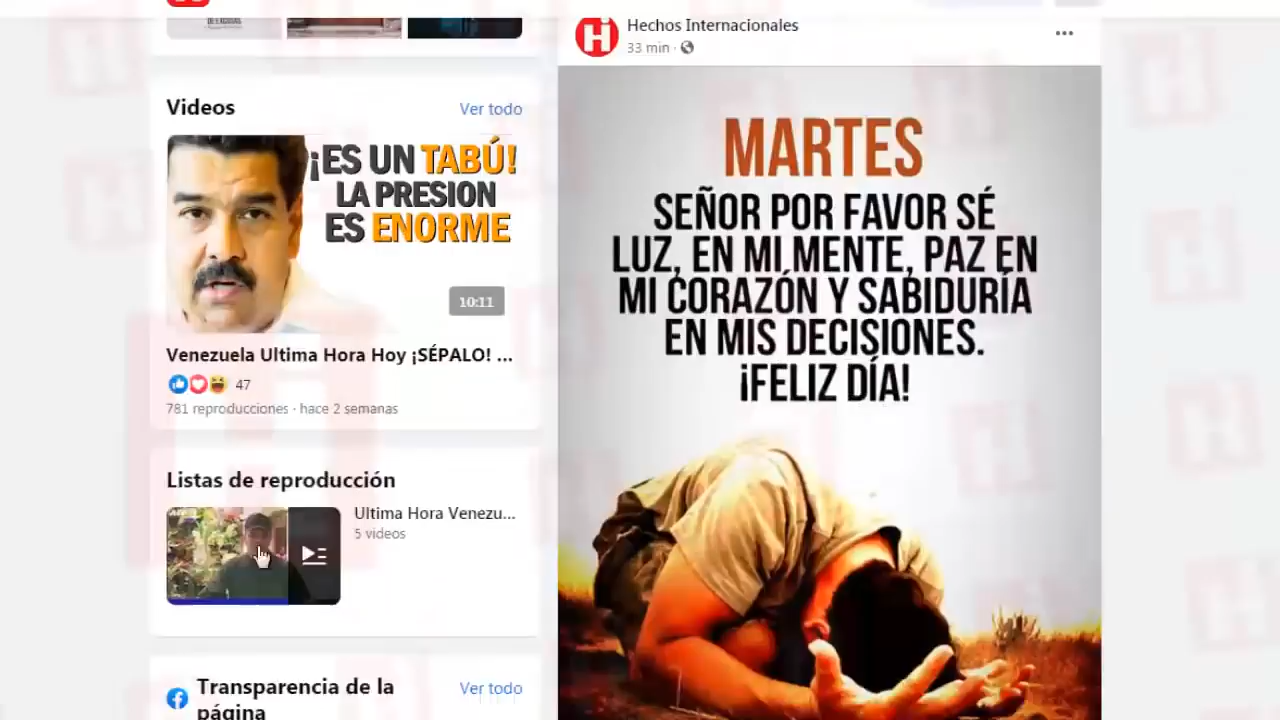 Videos
Ver todo
¡ES UN TABÚ!
LA PRESION
ES ENORME
10:11
Venezuela Ultima Hora Hoy ¡SÉPALO! ...
47
781 reproducciones · hace 2 semanas
Listas de reproducción
Ultima Hora Venezu...
5 videos
Transparencia de la
página
Ver todo
Hechos Internacionales
33 min ·
MARTES
SEÑOR POR FAVOR SÉ
LUZ, EN MI MENTE, PAZ EN
MI CORAZÓN Y SABIDURÍA
EN MIS DECISIONES.
¡FELIZ DÍA!